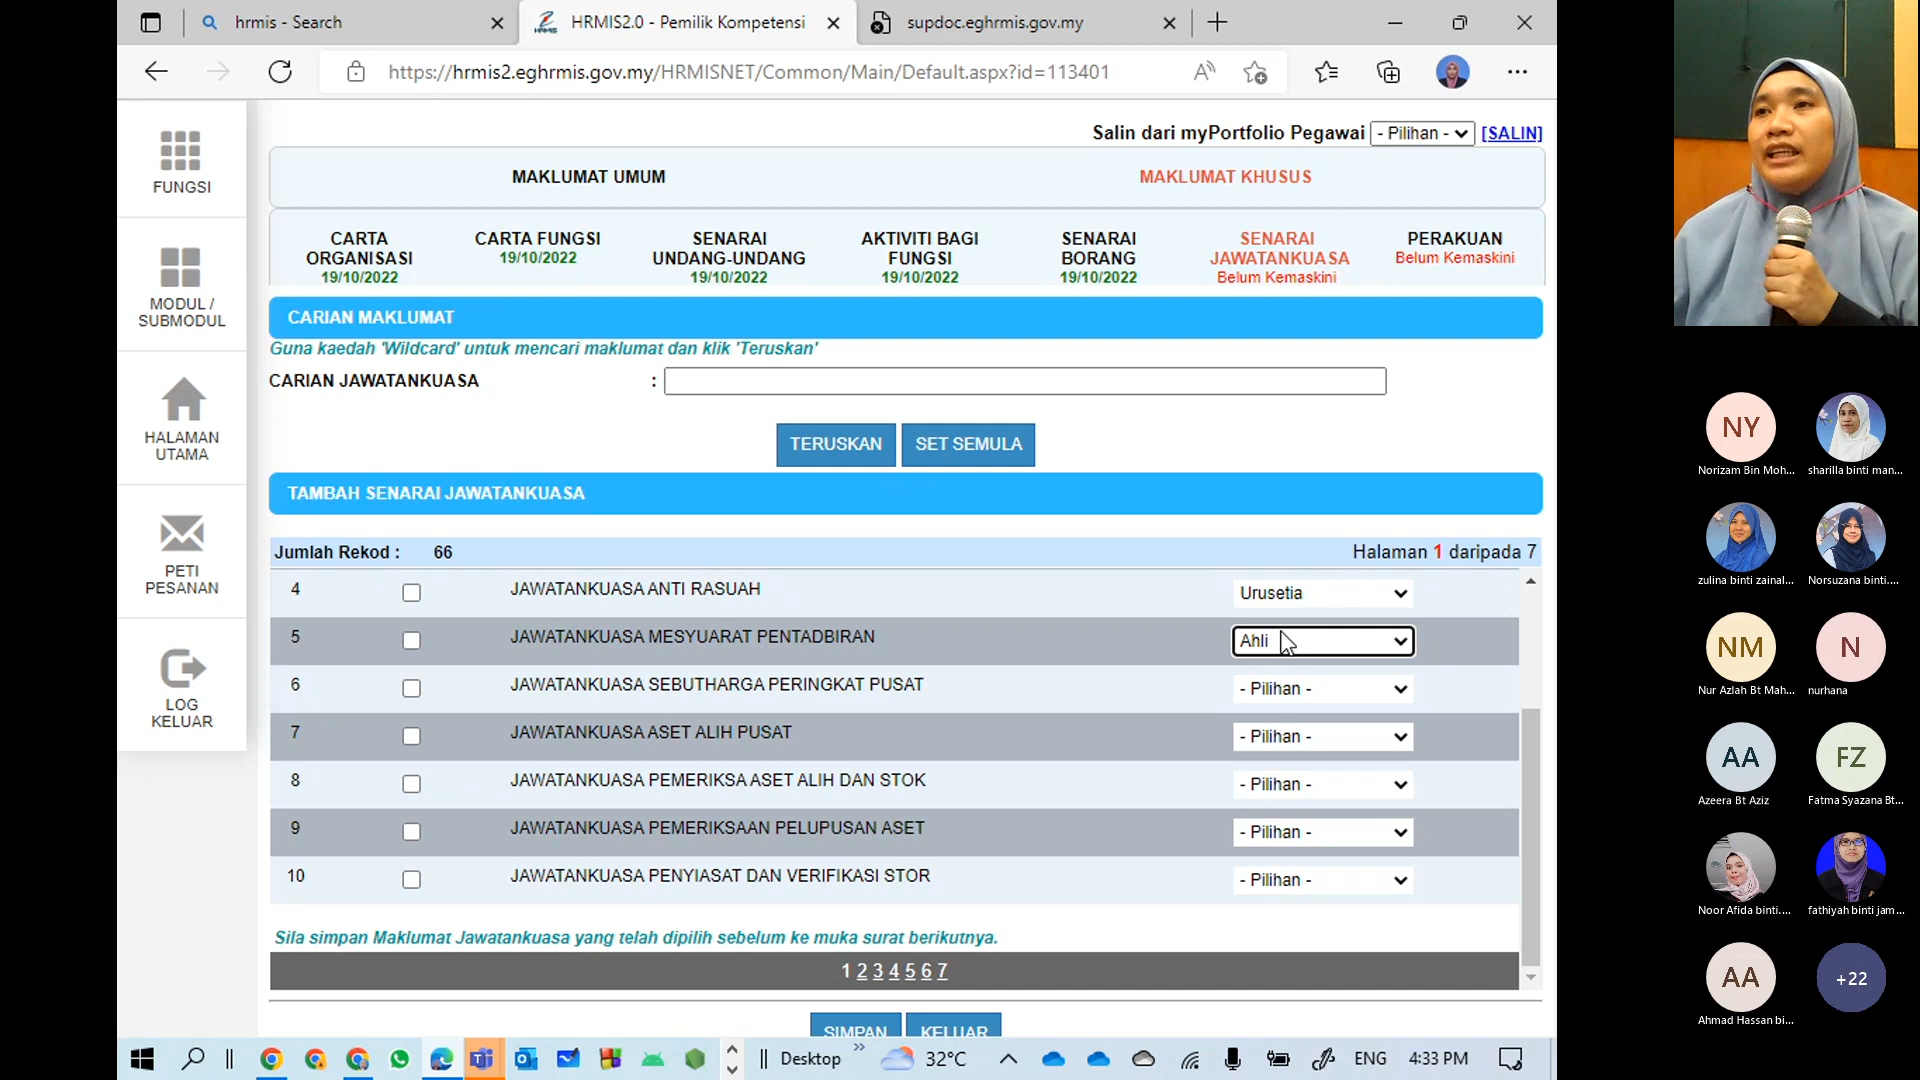 hrmis - Search
HRMIS2.0 - Pemilik Kompetensi
supdoc.eghrmis.gov.my
https://hrmis2.eghrmis.gov.my/HRMISNET/Common/Main/Default.aspx?id=113401
FUNGSI
MODUL /
SUBMODUL
HALAMAN
UTAMA
PETI
PESANAN
LOG
KELUAR
Salin dari myPortfolio Pegawai - Pilihan - [SALIN]
MAKLUMAT UMUM
MAKLUMAT KHUSUS
CARTA
ORGANISASI
19/10/2022
CARTA FUNGSI
19/10/2022
SENARAI
UNDANG-UNDANG
19/10/2022
AKTIVITI BAGI
FUNGSI
19/10/2022
SENARAI
BORANG
19/10/2022
SENARAI
JAWATANKUASA
Belum Kemaskini
PERAKUAN
Belum Kemaskini
CARIAN MAKLUMAT
Guna kaedah 'Wildcard' untuk mencari maklumat dan klik 'Teruskan'
CARIAN JAWATANKUASA :
TERUSKAN SET SEMULA
TAMBAH SENARAI JAWATANKUASA
Jumlah Rekod : 66 Halaman 1 daripada 7
4 JAWATANKUASA ANTI RASUAH Urusetia
5 JAWATANKUASA MESYUARAT PENTADBIRAN Ahli
6 JAWATANKUASA SEBUTHARGA PERINGKAT PUSAT - Pilihan -
7 JAWATANKUASA ASET ALIH PUSAT - Pilihan -
8 JAWATANKUASA PEMERIKSA ASET ALIH DAN STOK - Pilihan -
9 JAWATANKUASA PEMERIKSAAN PELUPUSAN ASET - Pilihan -
10 JAWATANKUASA PENYIASAT DAN VERIFIKASI STOR - Pilihan -
Sila simpan Maklumat Jawatankuasa yang telah dipilih sebelum ke muka surat berikutnya.
1 2 3 4 5 6 7
SIMPAN KELUAR
Desktop 32°C ENG 4:33 PM
NY
Norizam Bin Moh...
sharilla binti man...
zulina binti zainal...
Norsuzana binti....
NM
Nur Azlah Bt Mah...
N
nurhana
AA
Azeera Bt Aziz
FZ
Fatma Syazana Bt...
Noor Afida binti....
fathiyah binti jam...
AA
Ahmad Hassan bi...
+22